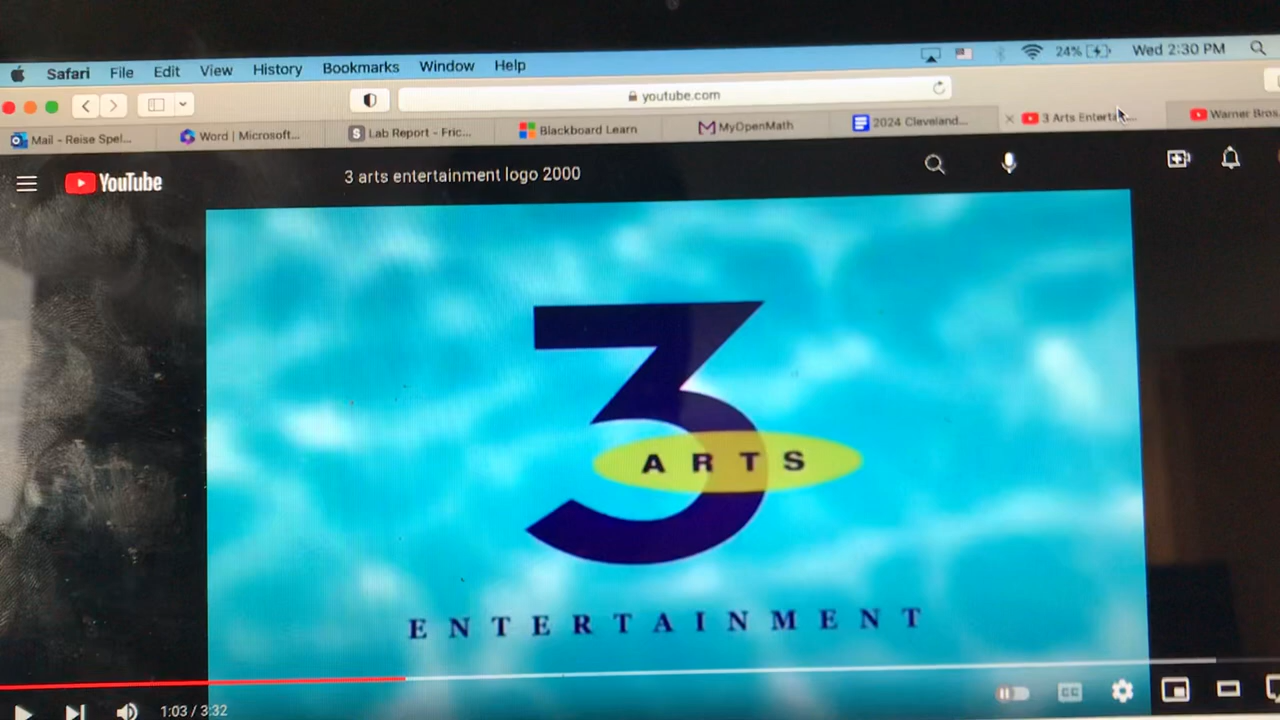 Safari File Edit View History Bookmarks Window Help 24% Wed 2:30 PM
youtube.com
Mail – Reise Spel... Word | Microsoft... S Lab Report - Fric... Blackboard Learn MyOpenMath 2024 Cleveland... 3 Arts Enterta... Warner Bros.
YouTube 3 arts entertainment logo 2000
3
ARTS
ENTERTAINMENT
1:03 / 3:32 CC